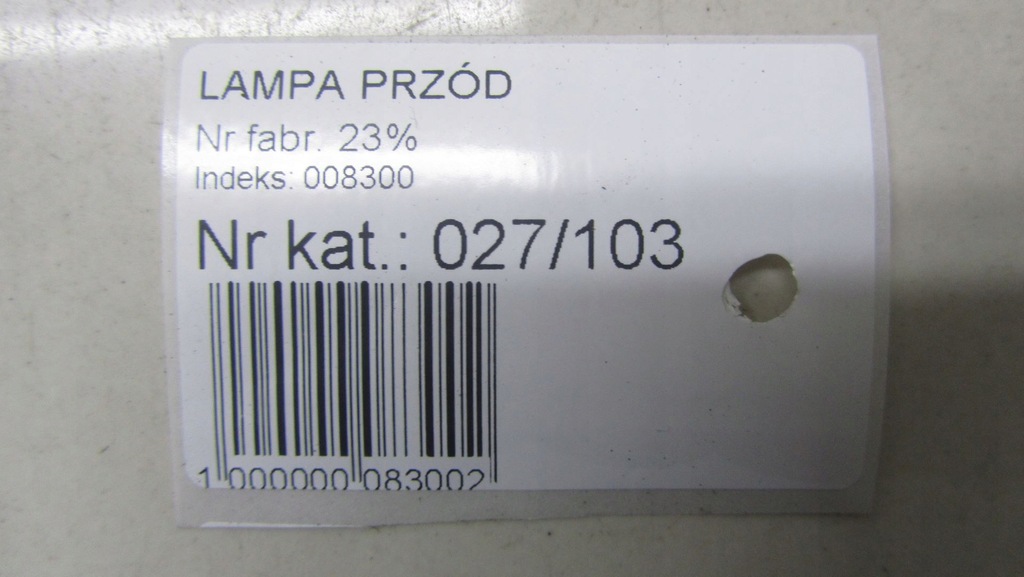 LAMPA PRZÓD
Nr fabr. 23%
Indeks: 008300
Nr kat.: 027/103
1 000000 083002